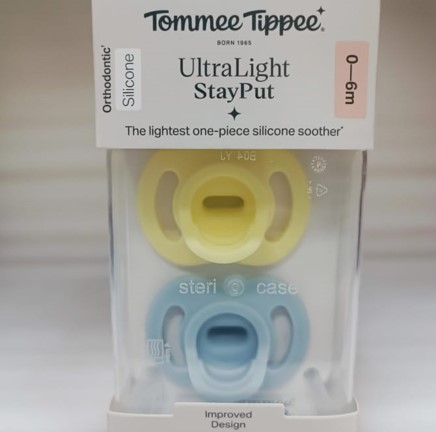 Tommee Tippee
BORN 1965
Orthodontic*
Silicone
UltraLight
StayPut
0—6m
The lightest one-piece silicone soother*
steri case
Improved
Design